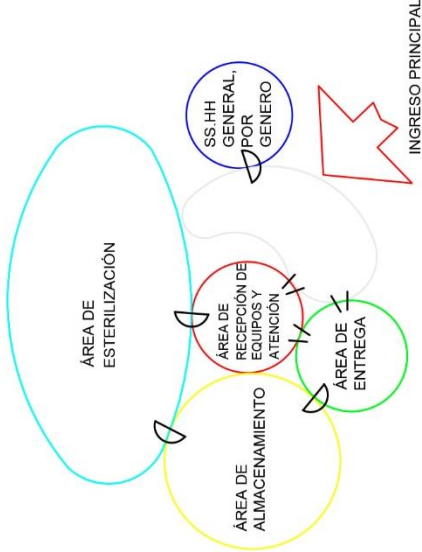 ÁREA DE
ESTERILIZACIÓN
SS.HH
GENERAL,
POR
GENERO
ÁREA DE
RECEPCIÓN DE
EQUIPOS Y
ATENCIÓN
ÁREA DE
ALMACENAMIENTO
ÁREA DE
ENTREGA
INGRESO PRINCIPAL